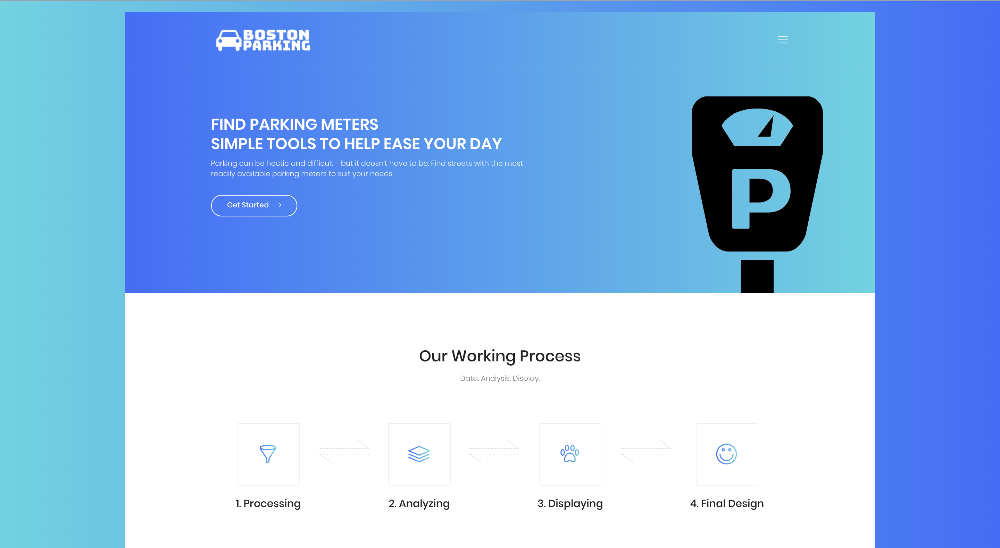 BOSTON
PARKING
FIND PARKING METERS
SIMPLE TOOLS TO HELP EASE YOUR DAY
Parking can be hectic and difficult - but it doesn't have to be. Find streets with the most
readily available parking meters to suit your needs.
Get Started
P
Our Working Process
Data. Analysis. Display.
1. Processing
2. Analyzing
3. Displaying
4. Final Design